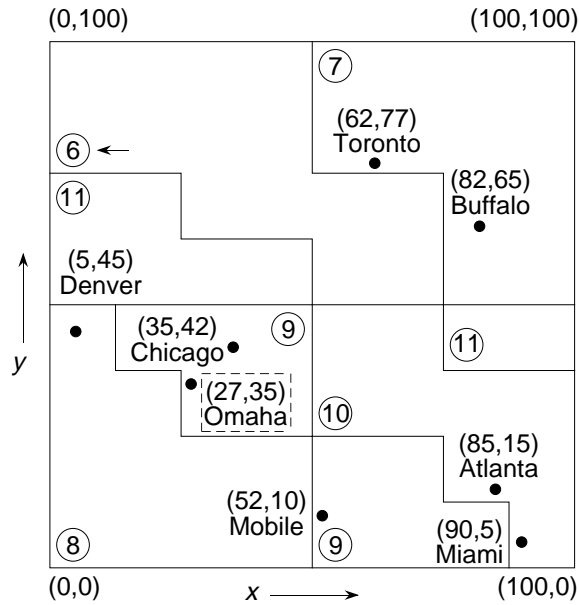 (0,100) (100,100)
7
(62,77)
Toronto
6
(82,65)
Buffalo
11
(5,45)
Denver
(35,42)
Chicago
9
11
y
(27,35)
Omaha
10
(85,15)
Atlanta
(52,10)
Mobile
(90,5)
Miami
8
9
(0,0) x (100,0)